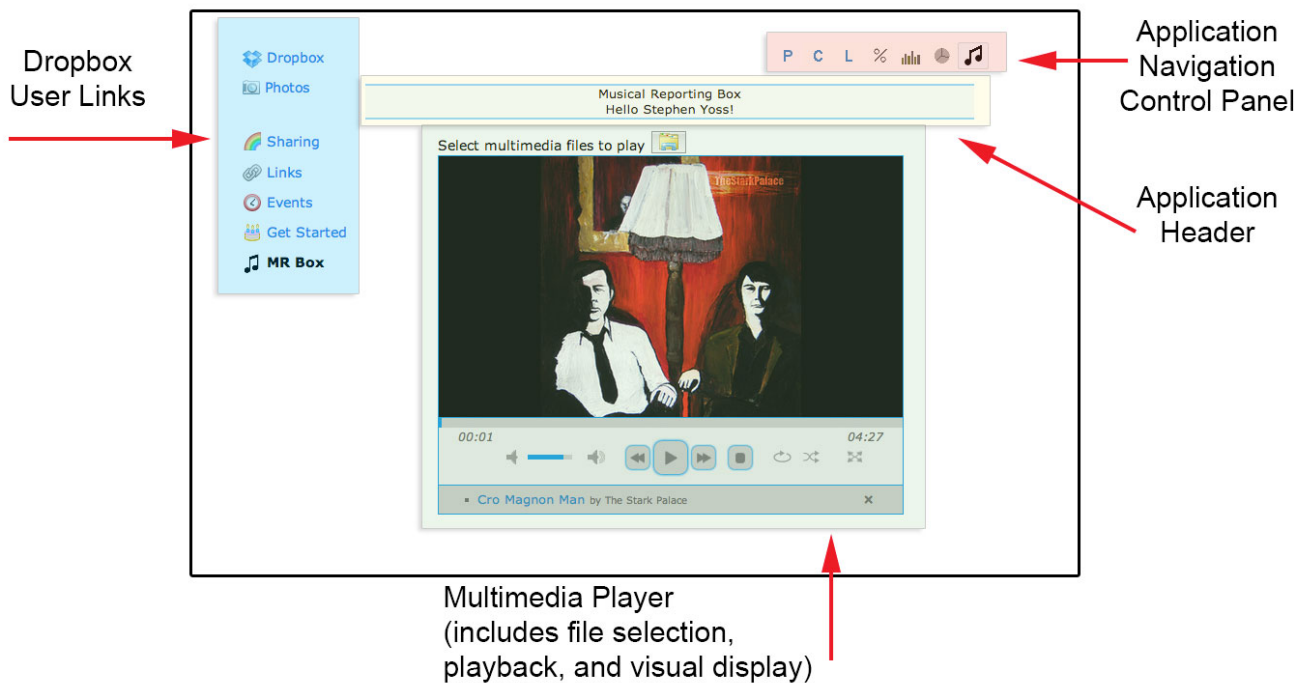 Dropbox
User Links
Dropbox
Photos
Sharing
Links
Events
Get Started
MR Box
P C L %
Application
Navigation
Control Panel
Musical Reporting Box
Hello Stephen Yoss!
Application
Header
Select multimedia files to play
TheStarkPalace
00:01
04:27
Cro Magnon Man by The Stark Palace
Multimedia Player
(includes file selection,
playback, and visual display)